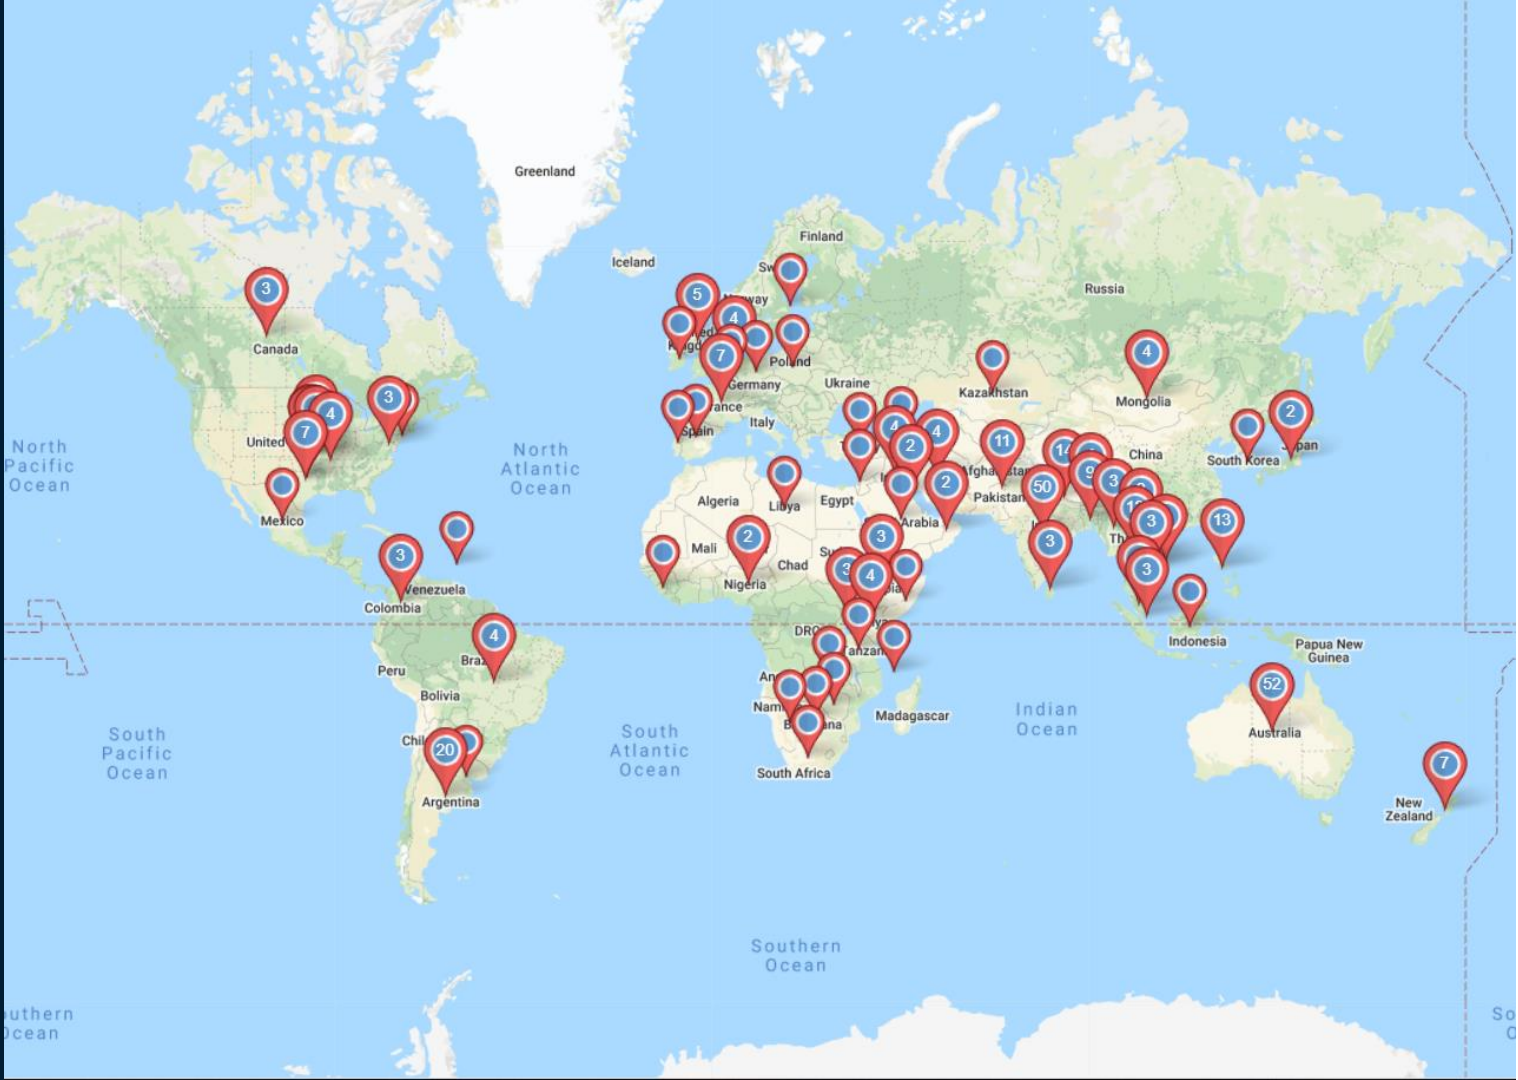 Greenland
Finland
Iceland
Russia
3
5
4
Canada
Poland
7
Germany
Ukraine
Kazakhstan
4
Mongolia
3
4
7
United
Spain
Italy
4
2
4
11
14
China
2
South Korea
North
Pacific
Ocean
North
Atlantic
Ocean
Mexico
Algeria
Libya
Egypt
2
Pakistan
50
9
3
Arabia
Mali
2
Chad
3
3
13
3
Nigeria
3
4
3
3
Venezuela
Colombia
4
Peru
Bolivia
Indonesia
Papua New
Guinea
Madagascar
52
Australia
South
Pacific
Ocean
South
Atlantic
Ocean
Indian
Ocean
20
Argentina
South Africa
7
New
Zealand
Southern
Ocean